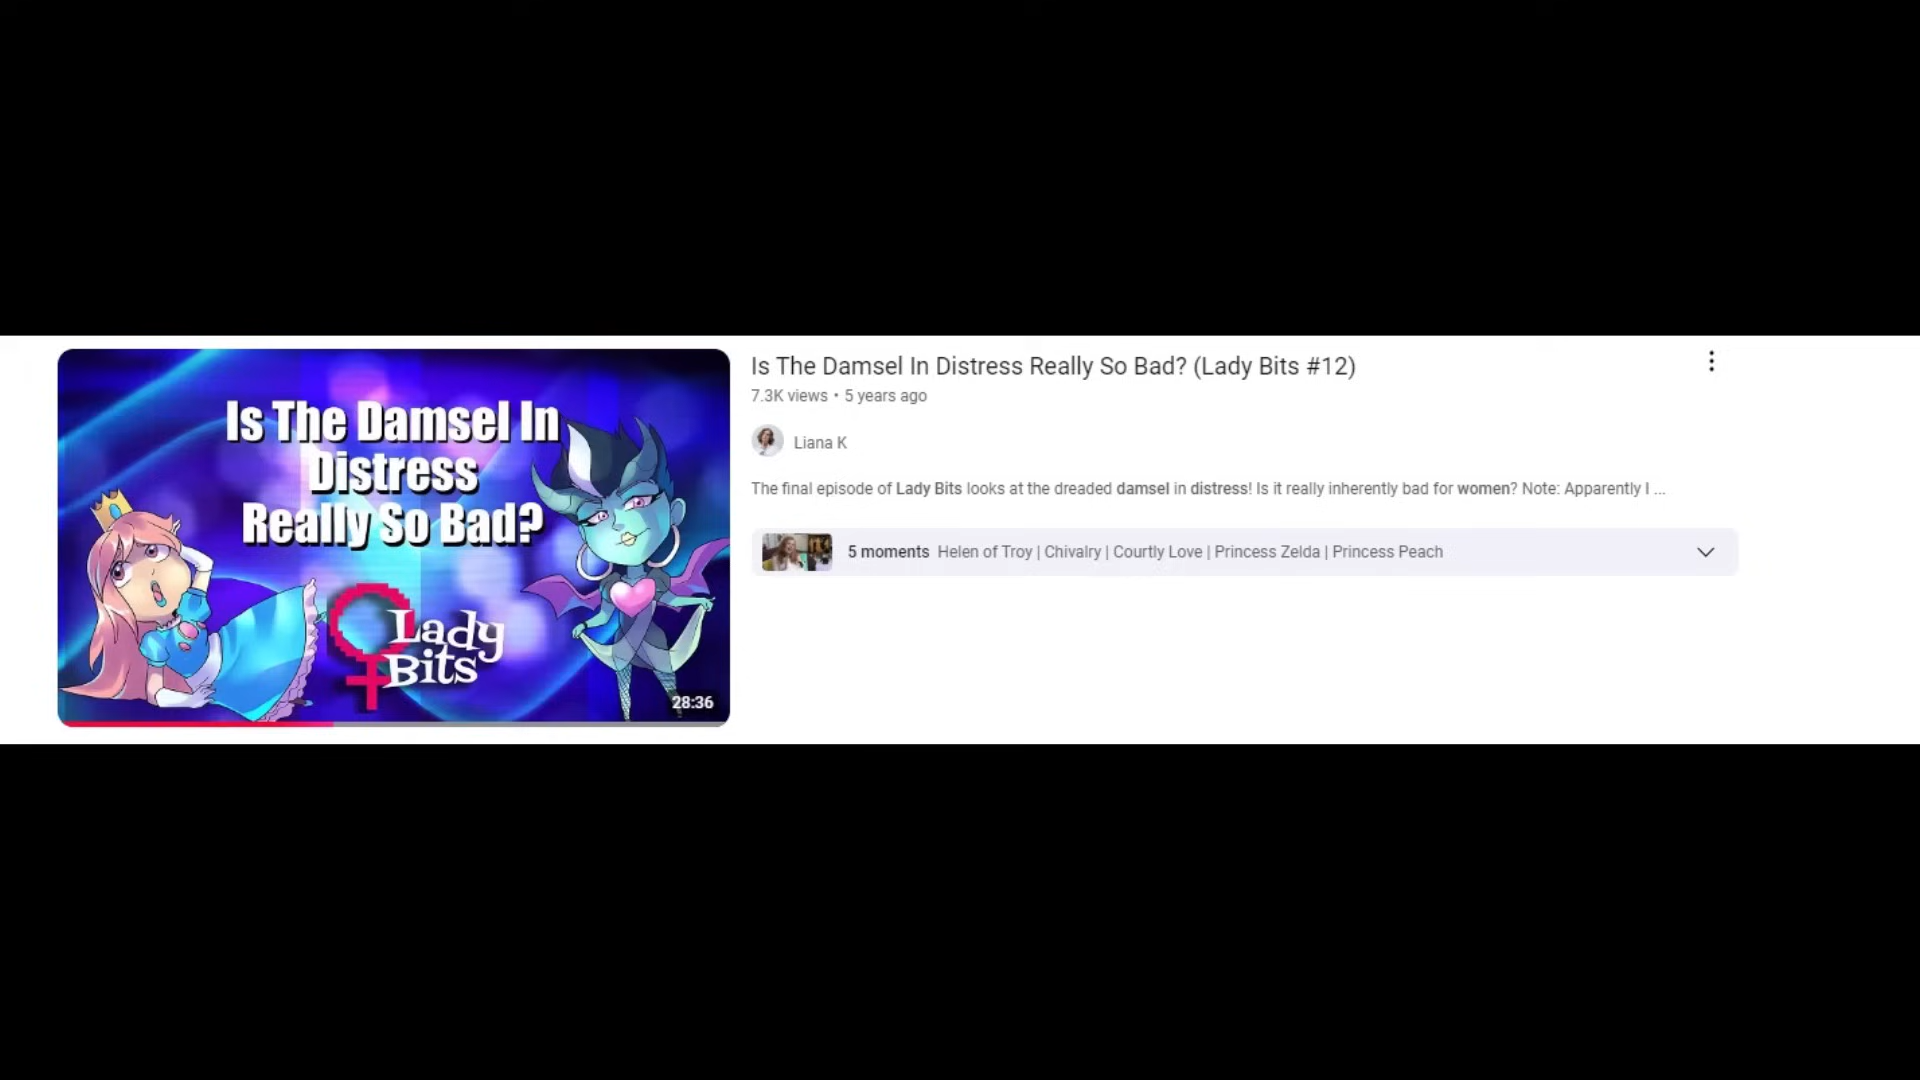 Is The Damsel In
Distress
Really So Bad?
Lady
Bits
28:36
Is The Damsel In Distress Really So Bad? (Lady Bits #12)
7.3K views • 5 years ago
Liana K
The final episode of Lady Bits looks at the dreaded damsel in distress! Is it really inherently bad for women? Note: Apparently I ...
5 moments Helen of Troy | Chivalry | Courtly Love | Princess Zelda | Princess Peach